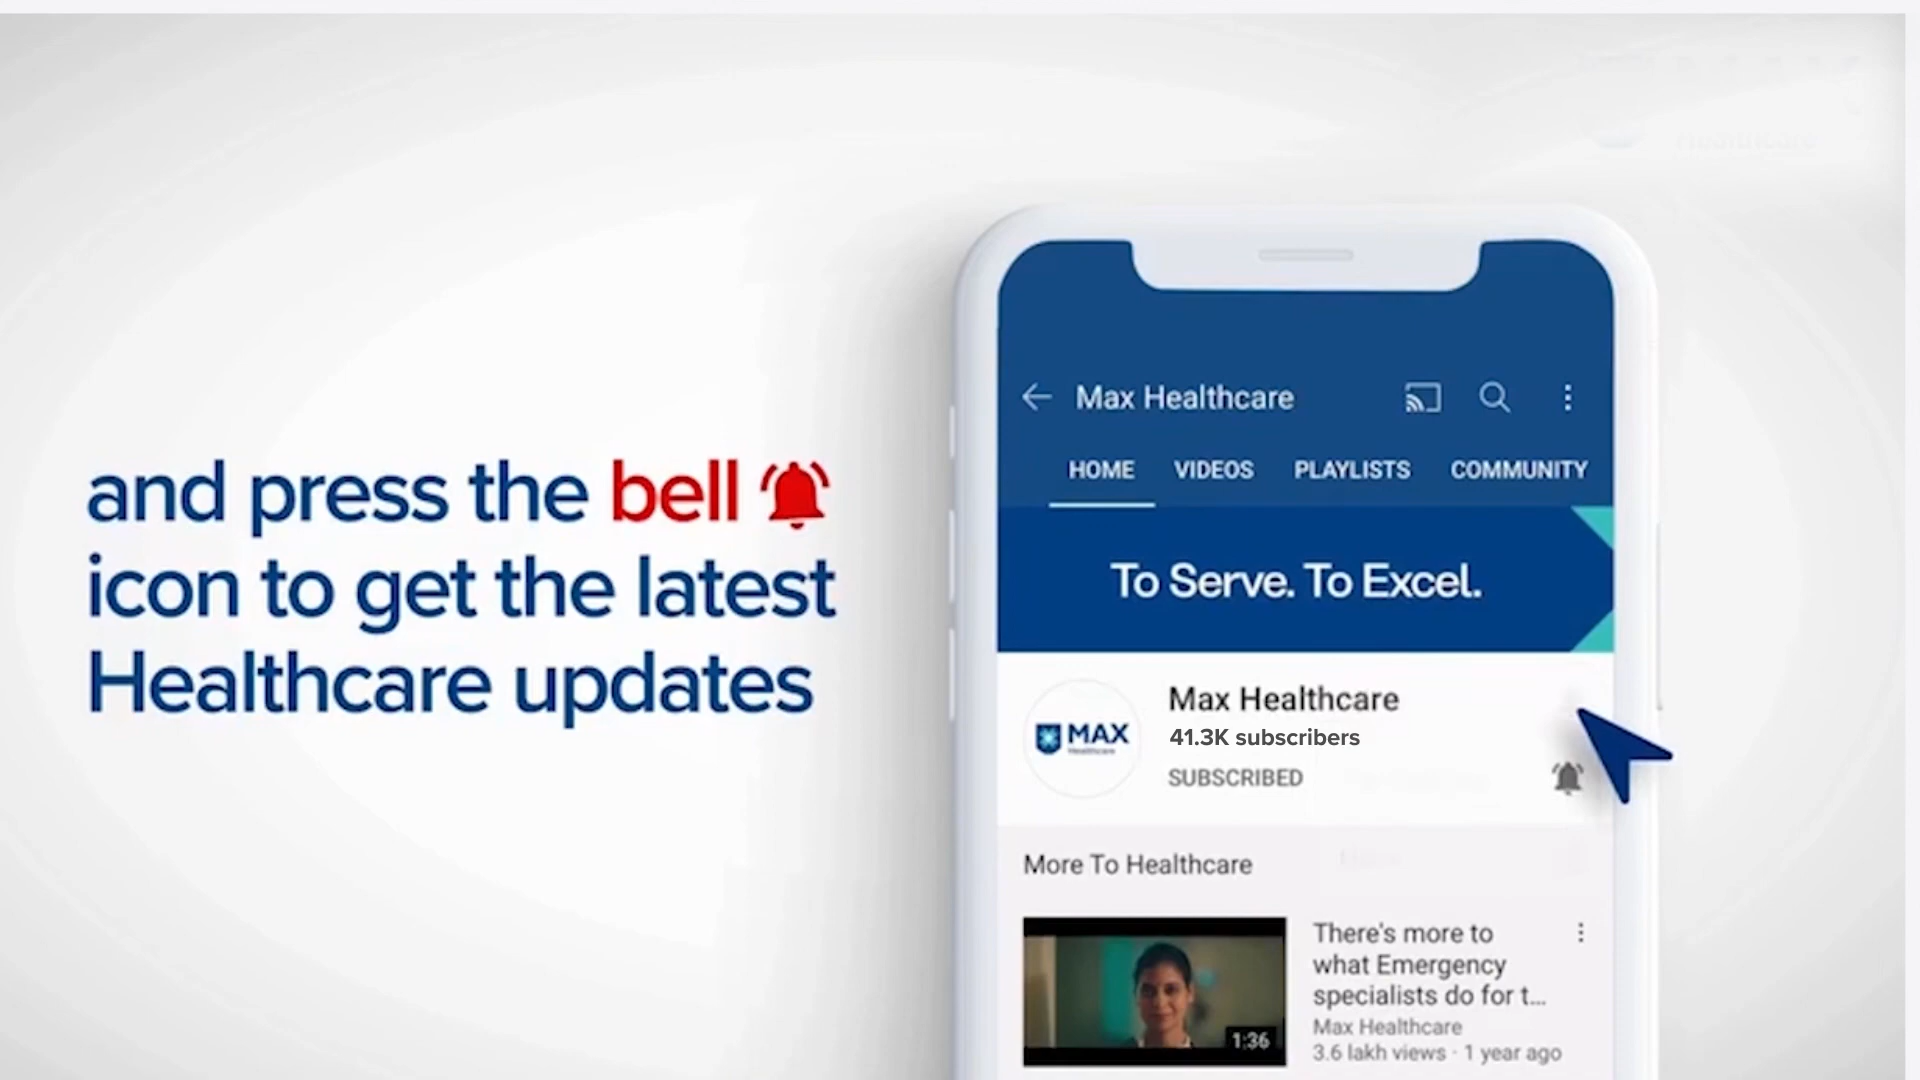 and press the bell
icon to get the latest
Healthcare updates
Max Healthcare
HOME VIDEOS PLAYLISTS COMMUNITY
To Serve. To Excel.
MAX
Healthcare
Max Healthcare
41.3K subscribers
SUBSCRIBED
More To Healthcare
1:36
There's more to
what Emergency
specialists do for t...
Max Healthcare
3.6 lakh views · 1 year ago
Healthcare